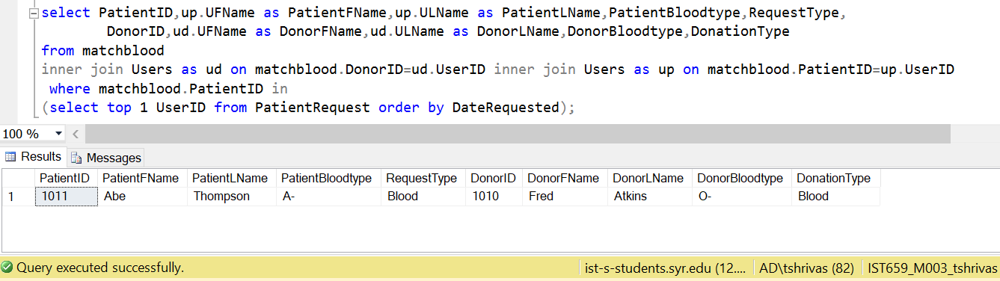 select PatientID,up.UFName as PatientFName,up.ULName as PatientLName,PatientBloodtype,RequestType,
DonorID,ud.UFName as DonorFName,ud.ULName as DonorLName,DonorBloodtype,DonationType
from matchblood
inner join Users as ud on matchblood.DonorID=ud.UserID inner join Users as up on matchblood.PatientID=up.UserID
where matchblood.PatientID in
(select top 1 UserID from PatientRequest order by DateRequested);
100 %
Results Messages
PatientID PatientFName PatientLName PatientBloodtype RequestType DonorID DonorFName DonorLName DonorBloodtype DonationType
1 1011 Abe Thompson A- Blood 1010 Fred Atkins O- Blood
Query executed successfully. ist-s-students.syr.edu (12.... AD\tshrivas (82) IST659_M003_tshrivas